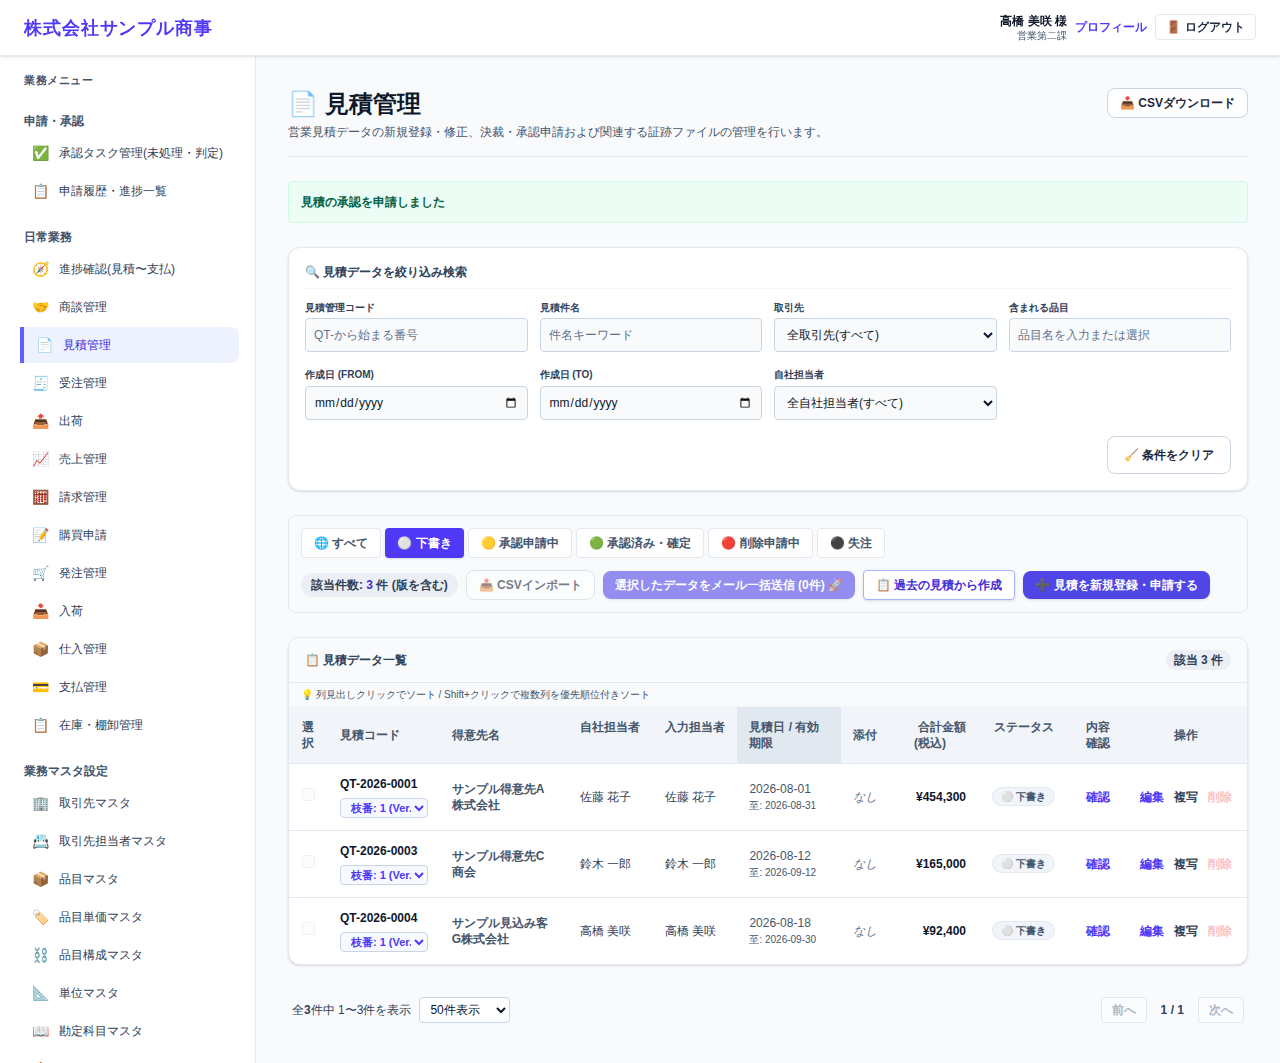 株式会社サンプル商事
高橋 美咲 様
営業第二課
プロフィール
🚪 ログアウト
業務メニュー
申請・承認
✅ 承認タスク管理(未処理・判定)
📋 申請履歴・進捗一覧
日常業務
🧭 進捗確認(見積〜支払)
🤝 商談管理
📄 見積管理
🧾 受注管理
📤 出荷
📈 売上管理
🧮 請求管理
📝 購買申請
🛒 発注管理
📥 入荷
📦 仕入管理
💳 支払管理
📋 在庫・棚卸管理
業務マスタ設定
🏢 取引先マスタ
📇 取引先担当者マスタ
📦 品目マスタ
🏷️ 品目単価マスタ
⛓️ 品目構成マスタ
📐 単位マスタ
📖 勘定科目マスタ
📄 見積管理
営業見積データの新規登録・修正、決裁・承認申請および関連する証跡ファイルの管理を行います。
📥 CSVダウンロード
見積の承認を申請しました
🔍 見積データを絞り込み検索
見積管理コード
QT-から始まる番号
見積件名
件名キーワード
取引先
全取引先(すべて)
含まれる品目
品目名を入力または選択
作成日 (FROM)
mm/dd/yyyy
作成日 (TO)
mm/dd/yyyy
自社担当者
全自社担当者(すべて)
🧹 条件をクリア
🌐 すべて
⚪ 下書き
🟡 承認申請中
🟢 承認済み・確定
🔴 削除申請中
⚫ 失注
該当件数: 3 件 (版を含む)
📥 CSVインポート
選択したデータをメール一括送信 (0件) 🚀
📋 過去の見積から作成
➕ 見積を新規登録・申請する
📋 見積データ一覧
該当 3 件
💡 列見出しクリックでソート / Shift+クリックで複数列を優先順位付きソート
選択 見積コード 得意先名 自社担当者 入力担当者 見積日 / 有効期限 添付 合計金額(税込) ステータス 内容確認 操作
QT-2026-0001
枝番: 1 (Ver.
サンプル得意先A株式会社
佐藤 花子
佐藤 花子
2026-08-01
至: 2026-08-31
なし
¥454,300
⚪ 下書き
確認
編集 複写 削除
QT-2026-0003
枝番: 1 (Ver.
サンプル得意先C商会
鈴木 一郎
鈴木 一郎
2026-08-12
至: 2026-09-12
なし
¥165,000
⚪ 下書き
確認
編集 複写 削除
QT-2026-0004
枝番: 1 (Ver.
サンプル見込み客G株式会社
高橋 美咲
高橋 美咲
2026-08-18
至: 2026-09-30
なし
¥92,400
⚪ 下書き
確認
編集 複写 削除
全3件中 1〜3件を表示
50件表示
前へ
1 / 1
次へ